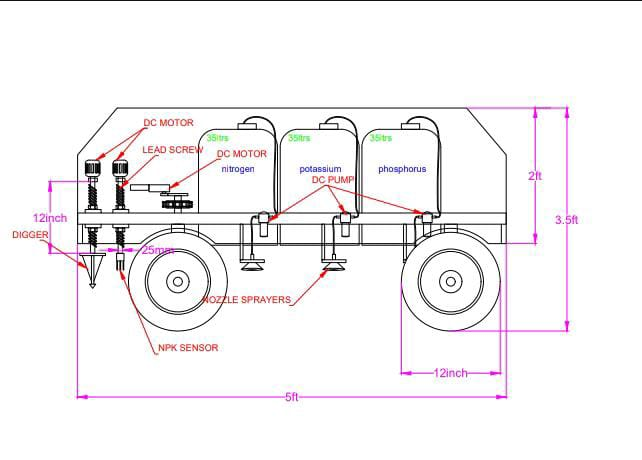 DC MOTOR
35ltrs
35ltrs
35ltrs
LEAD SCREW
DC MOTOR
nitrogen
potassium
phosphorus
DC PUMP
2ft
12inch
3.5ft
DIGGER
25mm
NOZZLE SPRAYERS
NPK SENSOR
12inch
5ft